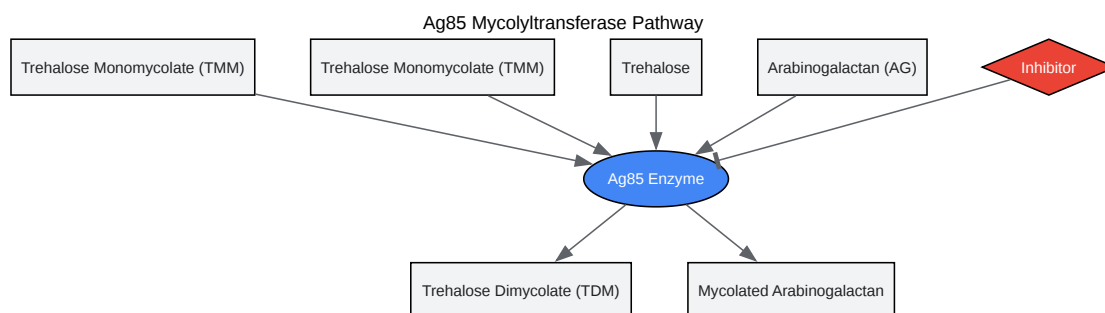 Ag85 Mycolyltransferase Pathway
Trehalose Monomycolate (TMM)
Trehalose Monomycolate (TMM)
Trehalose
Arabinogalactan (AG)
Inhibitor
Ag85 Enzyme
Trehalose Dimycolate (TDM)
Mycolated Arabinogalactan